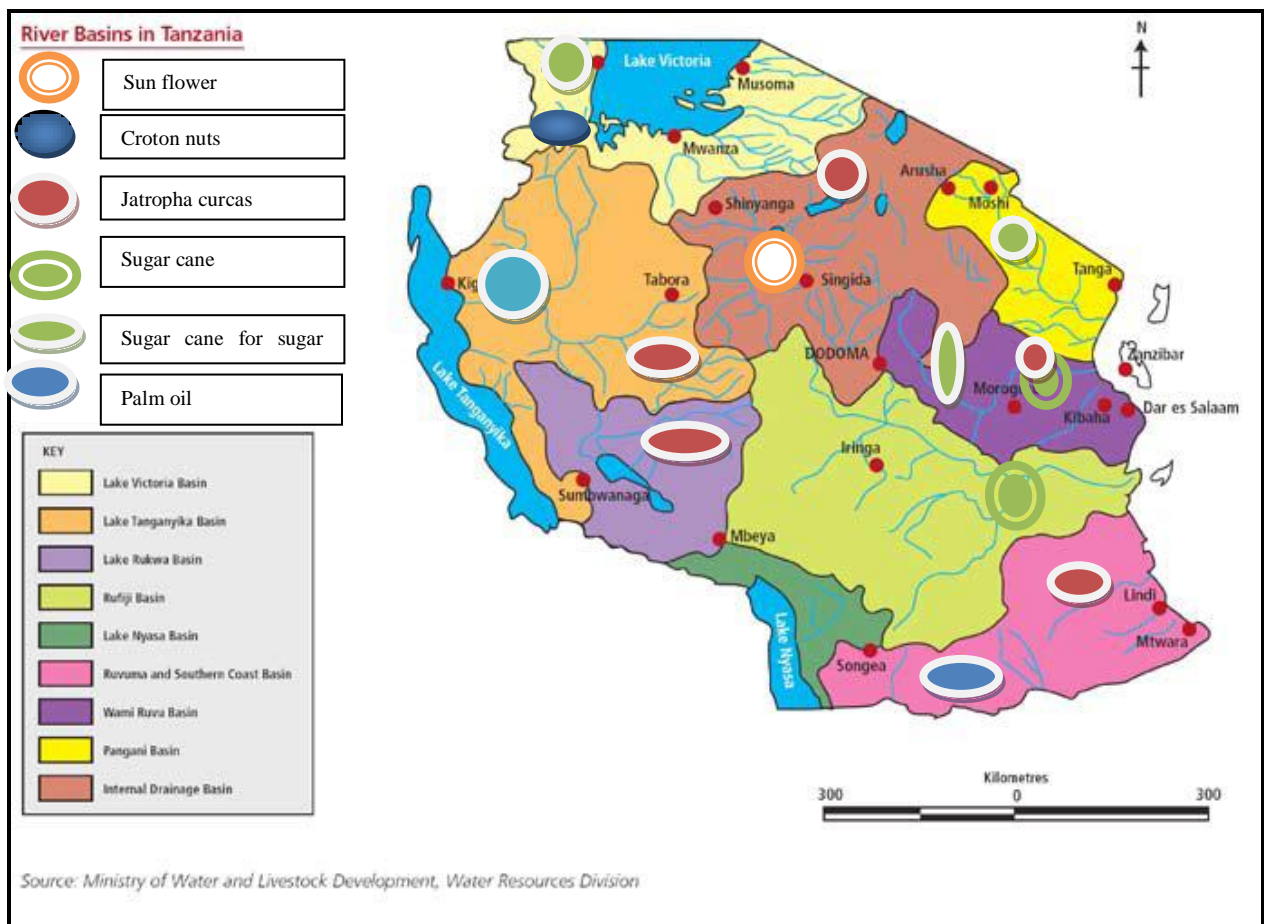 River Basins in Tanzania
Sun flower
Croton nuts
Jatropha curcas
Sugar cane
Sugar cane for sugar
Palm oil
KEY
Lake Victoria Basin
Lake Tanganyika Basin
Lake Rukwa Basin
Rufiji Basin
Lake Nyasa Basin
Ruvuma and Southern Coast Basin
Wami Ruvu Basin
Pangani Basin
Internal Drainage Basin
N
Lake Victoria
Musoma
Mwanza
Arusha
Moshi
Shinyanga
Tanga
Kig
Tabora
Singida
DODOMA
Zanzibar
Morog
Kibaha
Dar es Salaam
Lake Tanganyika
Iringa
Sumbwanaga
Mbeya
Lindi
Mtwara
Songea
Lake Nyasa
Kilometres
300 0 300
Source: Ministry of Water and Livestock Development, Water Resources Division